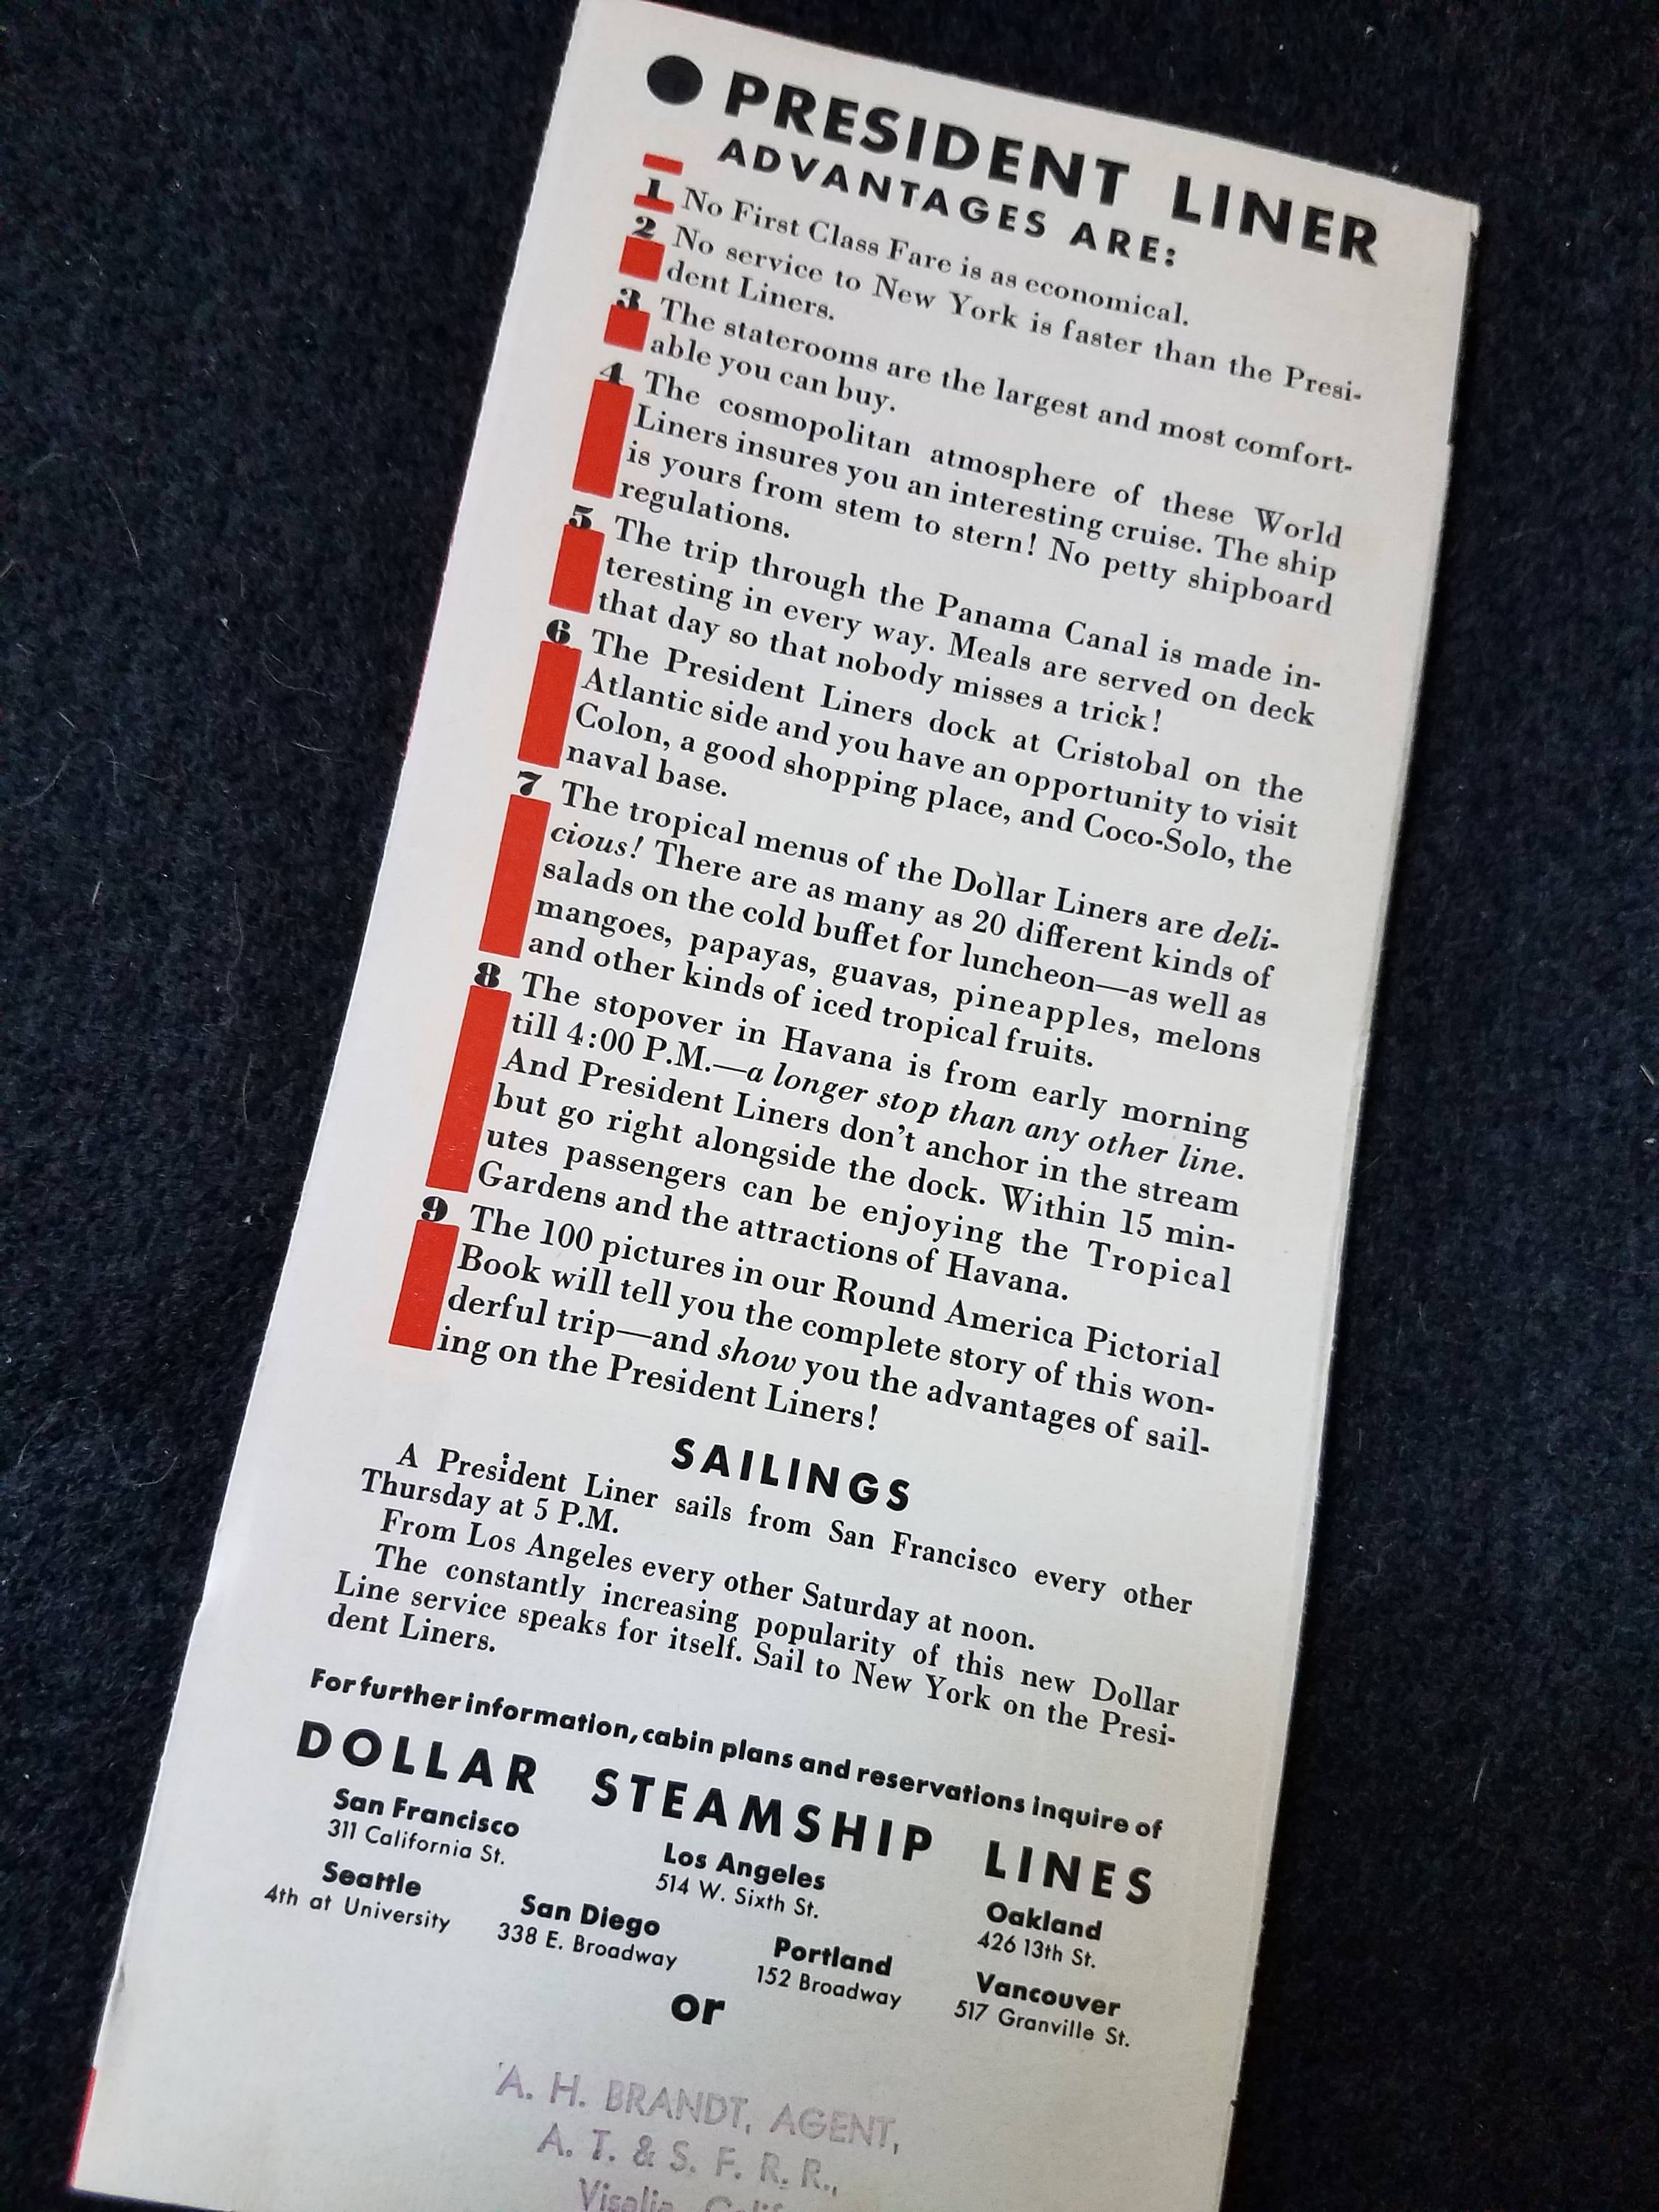 ● PRESIDENT LINER
ADVANTAGES ARE:
1 No First Class Fare is as economical.
2 No service to New York is faster than the Presi-
dent Liners.
3 The staterooms are the largest and most comfort-
able you can buy.
4 The cosmopolitan atmosphere of these World
Liners insures you an interesting cruise. The ship
is yours from stem to stern! No petty shipboard
regulations.
5 The trip through the Panama Canal is made in-
teresting in every way. Meals are served on deck
that day so that nobody misses a trick!
6 The President Liners dock at Cristobal on the
Atlantic side and you have an opportunity to visit
Colon, a good shopping place, and Coco-Solo, the
naval base.
7 The tropical menus of the Dollar Liners are deli-
cious! There are as many as 20 different kinds of
salads on the cold buffet for luncheon—as well as
mangoes, papayas, guavas, pineapples, melons
and other kinds of iced tropical fruits.
8 The stopover in Havana is from early morning
till 4:00 P.M.—a longer stop than any other line.
And President Liners don't anchor in the stream
but go right alongside the dock. Within 15 min-
utes passengers can be enjoying the Tropical
Gardens and the attractions of Havana.
9 The 100 pictures in our Round America Pictorial
Book will tell you the complete story of this won-
derful trip—and show you the advantages of sail-
ing on the President Liners!
SAILINGS
A President Liner sails from San Francisco every other
Thursday at 5 P.M.
From Los Angeles every other Saturday at noon.
The constantly increasing popularity of this new Dollar
Line service speaks for itself. Sail to New York on the Presi-
dent Liners.
For further information, cabin plans and reservations inquire of
DOLLAR STEAMSHIP LINES
San Francisco
311 California St.
Los Angeles
514 W. Sixth St.
Oakland
426 13th St.
Seattle
4th at University
San Diego
338 E. Broadway
Portland
152 Broadway
Vancouver
517 Granville St.
or
A. H. BRANDT, AGENT,
A. T. & S. F. R. R.,
Visalia, Calif